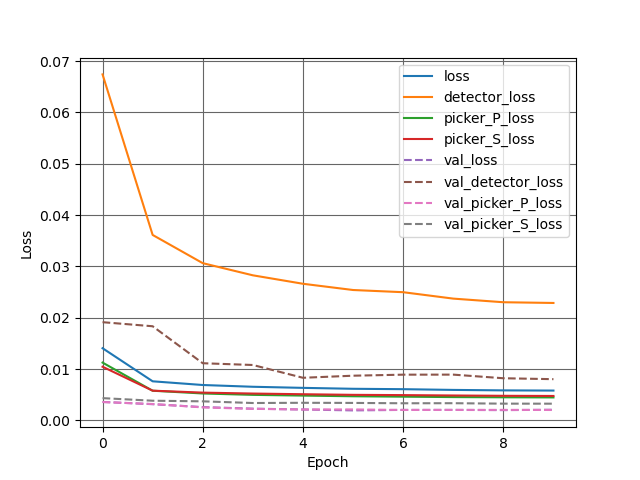 0.07
0.06
0.05
0.04
0.03
0.02
0.01
0.00
Loss
0 2 4 6 8
Epoch
loss
detector_loss
picker_P_loss
picker_S_loss
val_loss
val_detector_loss
val_picker_P_loss
val_picker_S_loss